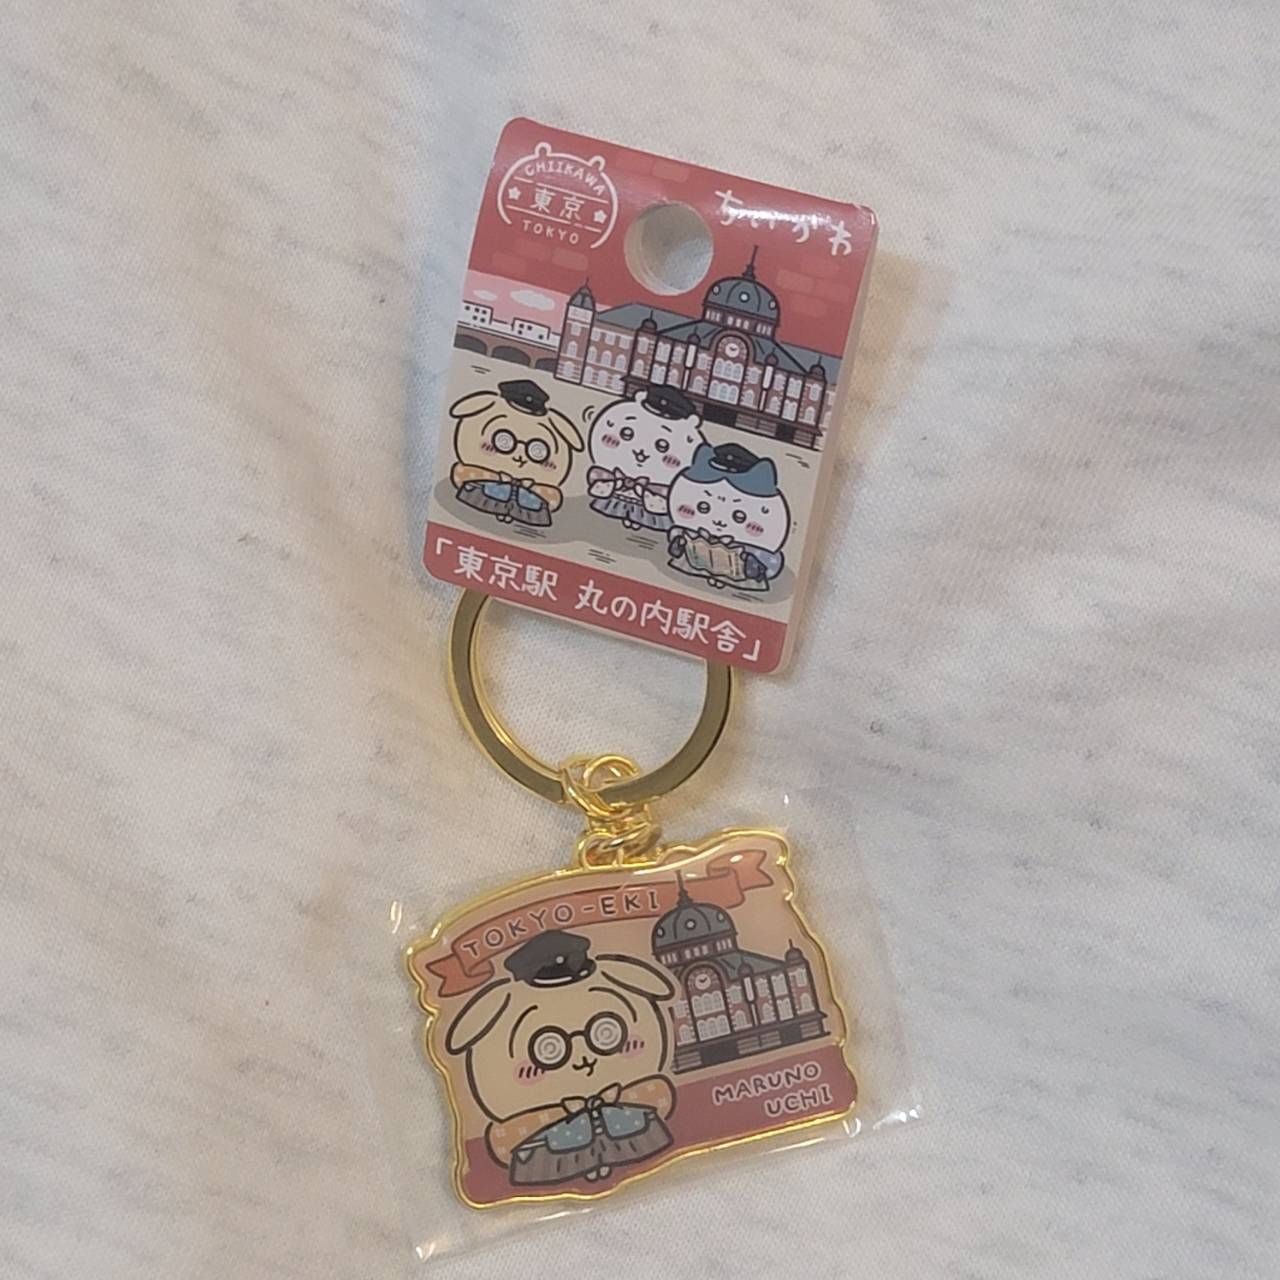 CHIIKAWA
東京
TOKYO
ちいかわ
「東京駅 丸の内駅舎」
TOKYO-EKI
MARUNO
UCHI